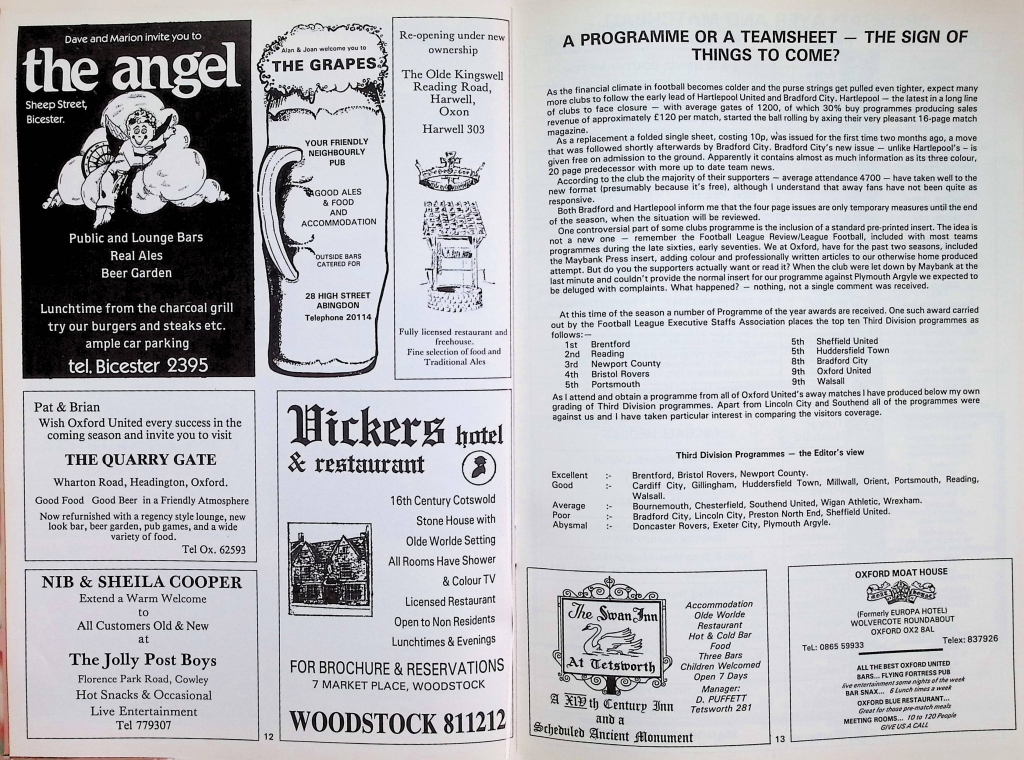 Dave and Marion invite you to
the angel
Sheep Street,
Bicester.
Public and Lounge Bars
Real Ales
Beer Garden
Lunchtime from the charcoal grill
try our burgers and steaks etc.
ample car parking
tel. Bicester 2395
Alan & Joan welcome you to
THE GRAPES
YOUR FRIENDLY
NEIGHBOURLY
PUB
GOOD ALES
& FOOD
AND
ACCOMMODATION
OUTSIDE BARS
CATERED FOR
28 HIGH STREET
ABINGDON
Telephone 20114
Re-opening under new
ownership
The Olde Kingswell
Reading Road,
Harwell,
Oxon
Harwell 303
Fully licensed restaurant and
freehouse.
Fine selection of food and
Traditional Ales
Pat & Brian
Wish Oxford United every success in the
coming season and invite you to visit
THE QUARRY GATE
Wharton Road, Headington, Oxford.
Good Food Good Beer in a Friendly Atmosphere
Now refurnished with a regency style lounge, new
look bar, beer garden, pub games, and a wide
variety of food.
Tel Ox. 62593
NIB & SHEILA COOPER
Extend a Warm Welcome
to
All Customers Old & New
at
The Jolly Post Boys
Florence Park Road, Cowley
Hot Snacks & Occasional
Live Entertainment
Tel 779307
Vickers hotel
& restaurant
16th Century Cotswold
Stone House with
Olde Worlde Setting
All Rooms Have Shower
& Colour TV
Licensed Restaurant
Open to Non Residents
Lunchtimes & Evenings
FOR BROCHURE & RESERVATIONS
7 MARKET PLACE, WOODSTOCK
WOODSTOCK 811212
12
A PROGRAMME OR A TEAMSHEET — THE SIGN OF
THINGS TO COME?
As the financial climate in football becomes colder and the purse strings get pulled even tighter, expect many
more clubs to follow the early lead of Hartlepool United and Bradford City. Hartlepool — the latest in a long line
of clubs to face closure — with average gates of 1200, of which 30% buy programmes producing sales
revenue of approximately £120 per match, started the ball rolling by axing their very pleasant 16-page match
magazine.
As a replacement a folded single sheet, costing 10p, was issued for the first time two months ago, a move
that was followed shortly afterwards by Bradford City. Bradford City's new issue — unlike Hartlepool's — is
given free on admission to the ground. Apparently it contains almost as much information as its three colour,
20 page predecessor with more up to date team news.
According to the club the majority of their supporters — average attendance 4700 — have taken well to the
new format (presumably because it's free), although I understand that away fans have not been quite as
responsive.
Both Bradford and Hartlepool inform me that the four page issues are only temporary measures until the end
of the season, when the situation will be reviewed.
One controversial part of some clubs programme is the inclusion of a standard pre-printed insert. The idea is
not a new one — remember the Football League Review/League Football, included with most teams
programmes during the late sixties, early seventies. We at Oxford, have for the past two seasons, included
the Maybank Press insert, adding colour and professionally written articles to our otherwise home produced
attempt. But do you the supporters actually want or read it? When the club were let down by Maybank at the
last minute and couldn't provide the normal insert for our programme against Plymouth Argyle we expected to
be deluged with complaints. What happened? — nothing, not a single comment was received.
At this time of the season a number of Programme of the year awards are received. One such award carried
out by the Football League Executive Staffs Association places the top ten Third Division programmes as
follows:—
1st Brentford
2nd Reading
3rd Newport County
4th Bristol Rovers
5th Portsmouth
5th Sheffield United
5th Huddersfield Town
8th Bradford City
9th Oxford United
9th Walsall
As I attend and obtain a programme from all of Oxford United's away matches I have produced below my own
grading of Third Division programmes. Apart from Lincoln City and Southend all of the programmes were
against us and I have taken particular interest in comparing the visitors coverage.
Third Division Programmes — the Editor's view
Excellent :- Brentford, Bristol Rovers, Newport County.
Good :- Cardiff City, Gillingham, Huddersfield Town, Millwall, Orient, Portsmouth, Reading,
Walsall.
Average :- Bournemouth, Chesterfield, Southend United, Wigan Athletic, Wrexham.
Poor :- Bradford City, Lincoln City, Preston North End, Sheffield United.
Abysmal :- Doncaster Rovers, Exeter City, Plymouth Argyle.
The Swan Inn
At Tetsworth
A XIVth Century Inn
and a
Scheduled Ancient Monument
Accommodation
Olde Worlde
Restaurant
Hot & Cold Bar
Food
Three Bars
Children Welcomed
Open 7 Days
Manager:
D. PUFFETT
Tetsworth 281
OXFORD MOAT HOUSE
(Formerly EUROPA HOTEL)
WOLVERCOTE ROUNDABOUT
OXFORD OX2 8AL
TeL: 0865 59933
Telex: 837926
ALL THE BEST OXFORD UNITED
BARS... FLYING FORTRESS PUB
live entertainment some nights of the week
BAR SNAX... 6 Lunch times a week
OXFORD BLUE RESTAURANT...
Great for those pre-match meals
MEETING ROOMS... 10 to 120 People
GIVE US A CALL
13